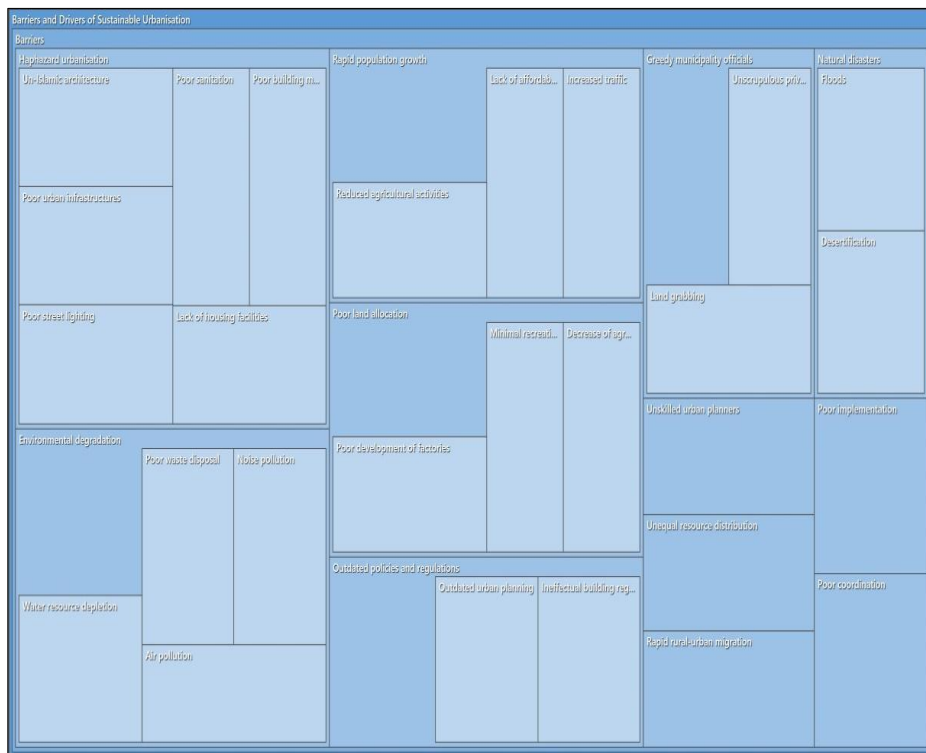 Barriers and Drivers of Sustainable Urbanisation
Barriers
Haphazard urbanisation
Un-Islamic architecture
Poor sanitation
Poor building m...
Poor urban infrastructures
Poor street lighting
Lack of housing facilities
Environmental degradation
Poor waste disposal
Noise pollution
Water resource depletion
Air pollution
Rapid population growth
Lack of affordab...
Increased traffic
Reduced agricultural activities
Poor land allocation
Minimal recreati...
Decrease of agr...
Poor development of factories
Outdated policies and regulations
Outdated urban planning
Ineffectual building reg...
Greedy municipality officials
Unscrupulous priv...
Land grabbing
Natural disasters
Floods
Desertification
Unskilled urban planners
Poor implementation
Unequal resource distribution
Poor coordination
Rapid rural-urban migration